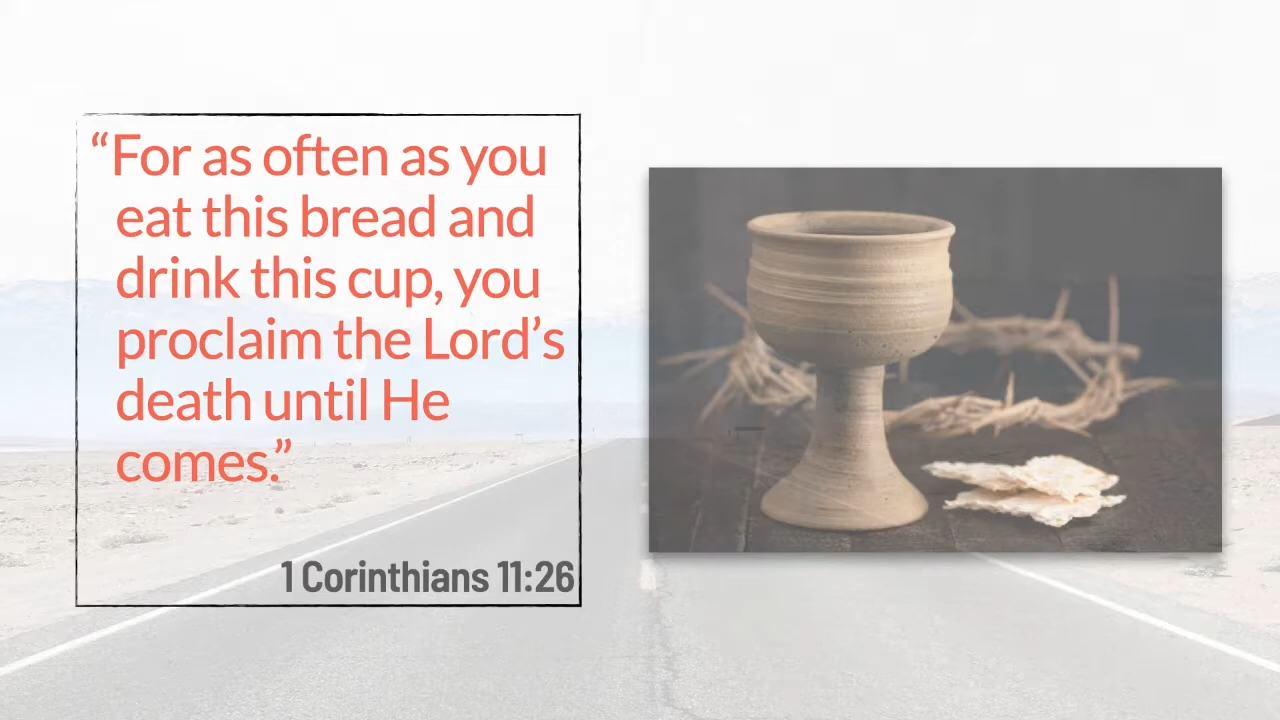 “For as often as you
eat this bread and
drink this cup, you
proclaim the Lord’s
death until He
comes.”
1 Corinthians 11:26